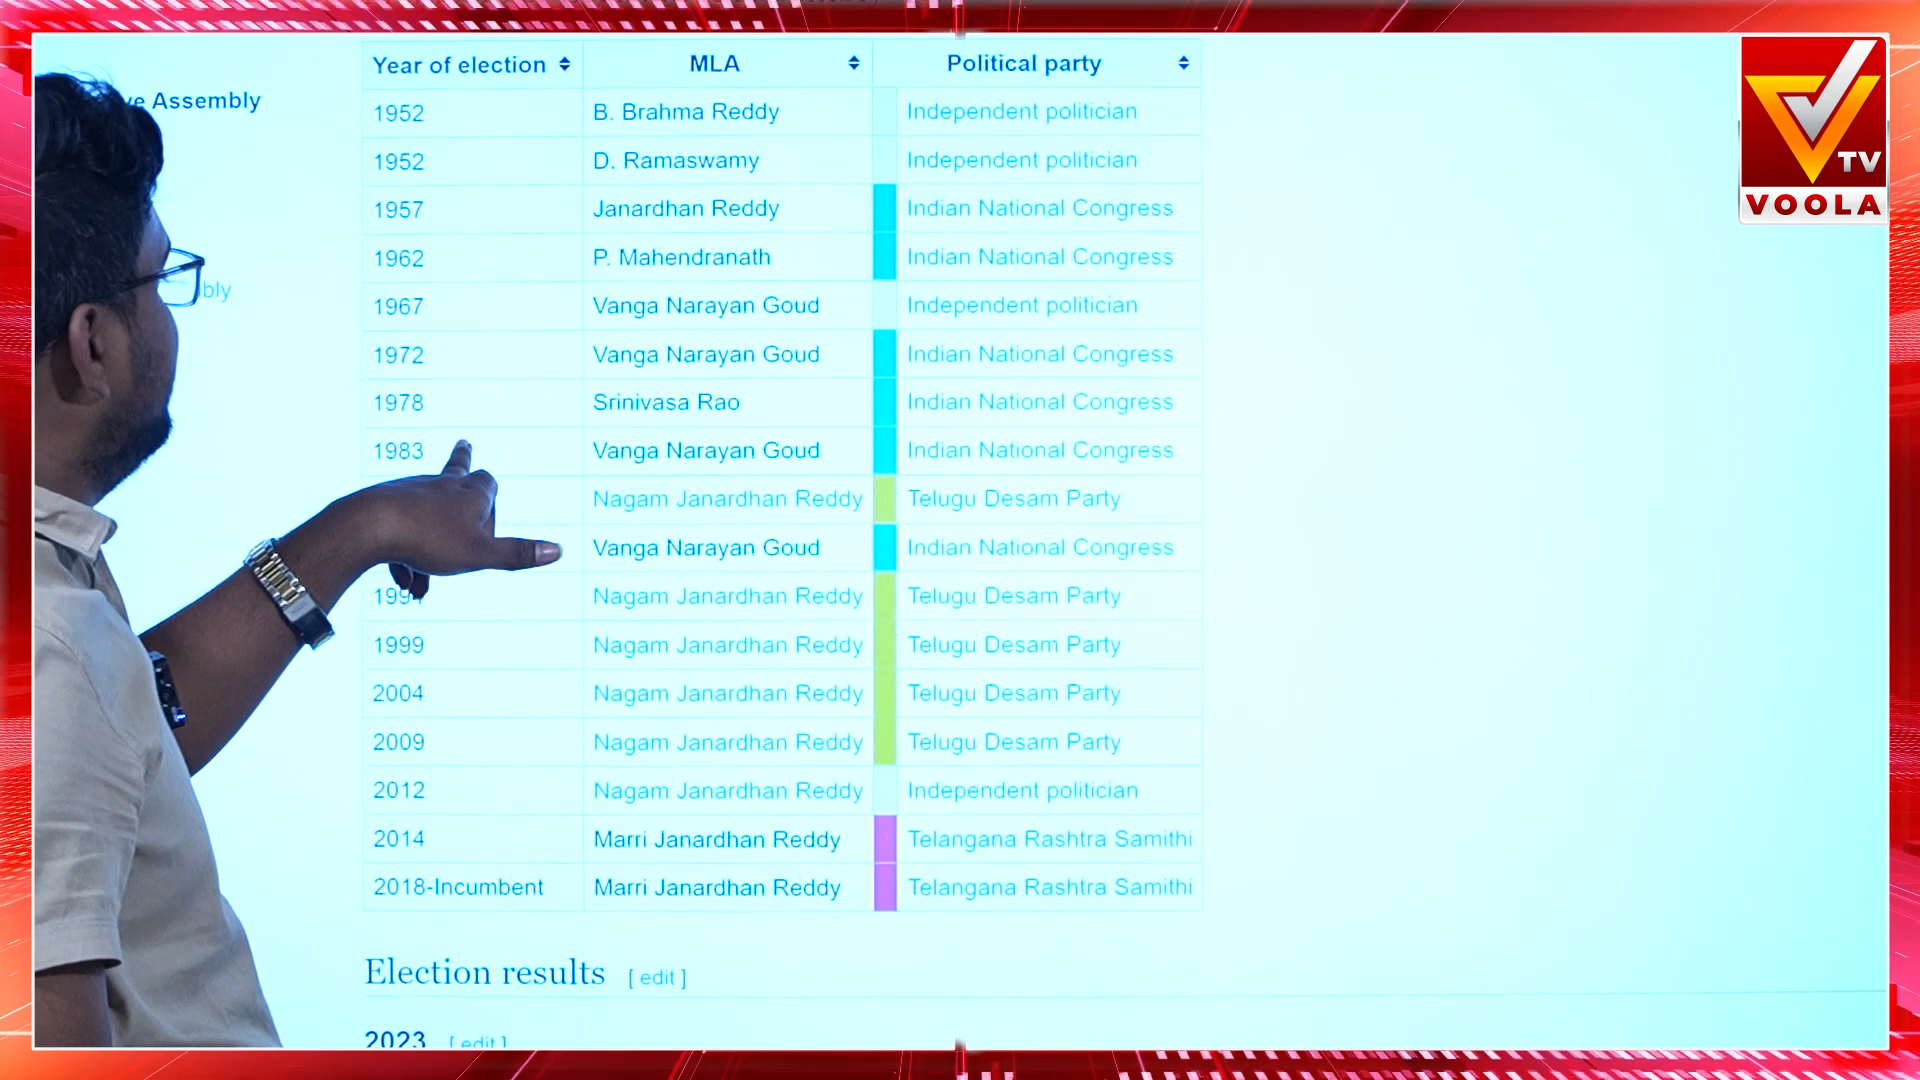 Year of election MLA Political party
ve Assembly
1952 B. Brahma Reddy Independent politician
1952 D. Ramaswamy Independent politician
1957 Janardhan Reddy Indian National Congress
1962 P. Mahendranath Indian National Congress
bly
1967 Vanga Narayan Goud Independent politician
1972 Vanga Narayan Goud Indian National Congress
1978 Srinivasa Rao Indian National Congress
1983 Vanga Narayan Goud Indian National Congress
Nagam Janardhan Reddy Telugu Desam Party
Vanga Narayan Goud Indian National Congress
1994 Nagam Janardhan Reddy Telugu Desam Party
1999 Nagam Janardhan Reddy Telugu Desam Party
2004 Nagam Janardhan Reddy Telugu Desam Party
2009 Nagam Janardhan Reddy Telugu Desam Party
2012 Nagam Janardhan Reddy Independent politician
2014 Marri Janardhan Reddy Telangana Rashtra Samithi
2018-Incumbent Marri Janardhan Reddy Telangana Rashtra Samithi
Election results [ edit ]
2023 [ edit ]
TV
VOOLA